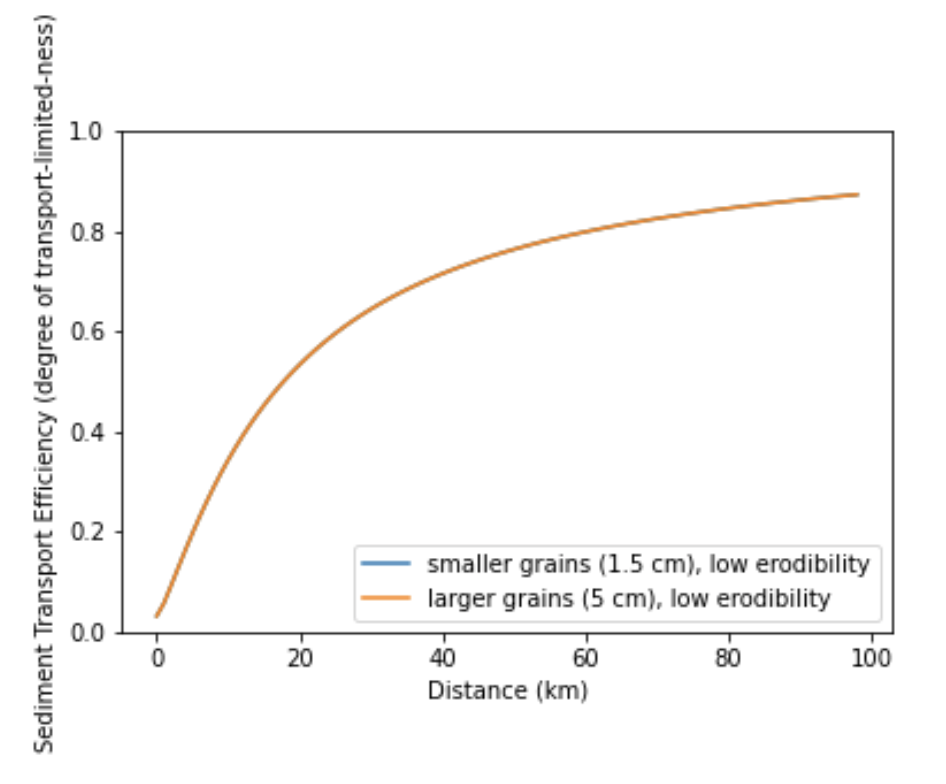 Sediment Transport Efficiency (degree of transport-limited-ness)
1.0
0.8
0.6
0.4
0.2
0.0
smaller grains (1.5 cm), low erodibility
larger grains (5 cm), low erodibility
0 20 40 60 80 100
Distance (km)